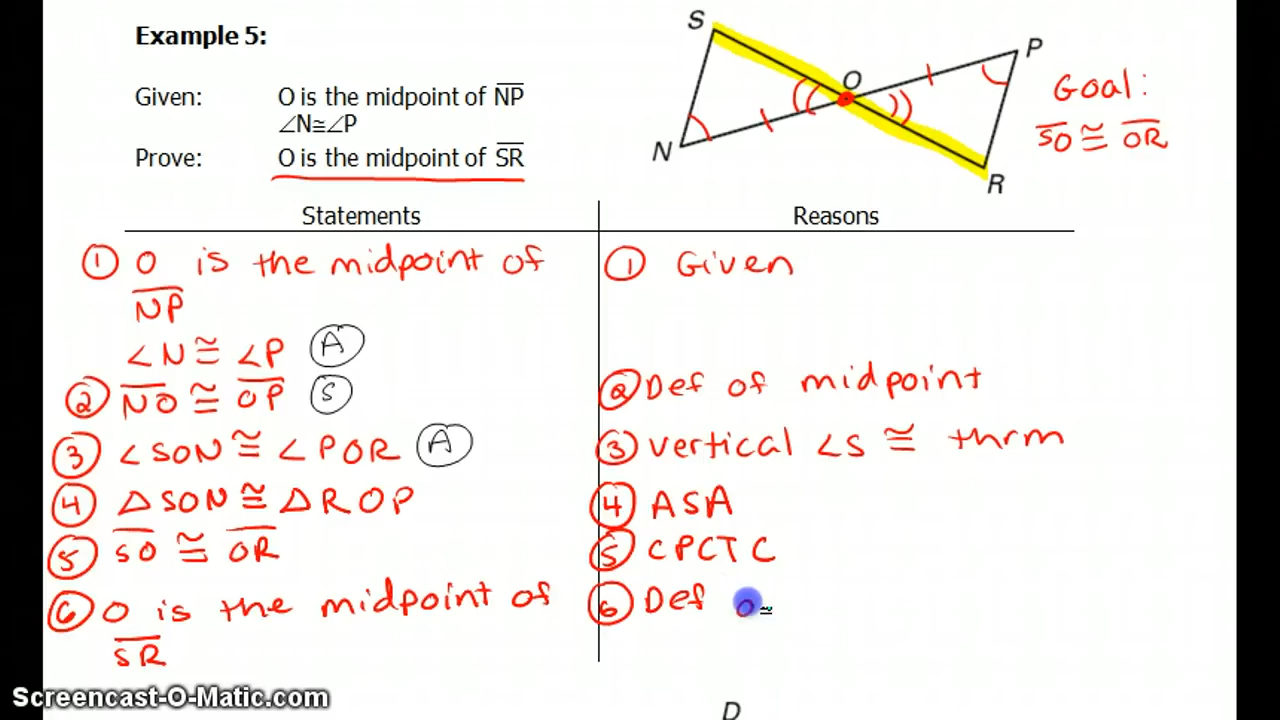 Example 5:
Given: O is the midpoint of NP
∠N≅∠P
Prove: O is the midpoint of SR
S
O
P
N
R
Goal:
SO ≅ OR
Statements
Reasons
① O is the midpoint of
NP
① Given
∠N ≅ ∠P Ⓐ
② NO ≅ OP Ⓢ
② Def of midpoint
③ ∠SON ≅ ∠POR Ⓐ
③ vertical ∠s ≅ thrm
④ △SON ≅ △ROP
④ ASA
⑤ SO ≅ OR
⑤ CPCTC
⑥ O is the midpoint of
SR
⑥ Def o
D
Screencast-O-Matic.com